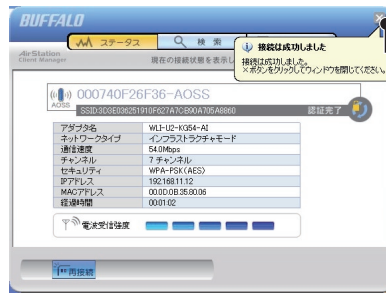 BUFFALO
AirStation
Client Manager
ステータス
検 索
現在の接続状態を表示し
接続は成功しました
接続は成功しました。
×ボタンをクリックしてウィンドウを閉じてください。
000740F26F36-AOSS
AOSS
SSID:3D3E036251910F627A7CB90A705A8860
認証完了
アダプタ名 WLI-U2-KG54-AI
ネットワークタイプ インフラストラクチャモード
通信速度 54.0Mbps
チャンネル 7 チャンネル
セキュリティ WPA-PSK(AES)
IPアドレス 192.168.11.12
MACアドレス 00:0D:0B:35:80:06
経過時間 00:01:02
電波受信強度
再接続